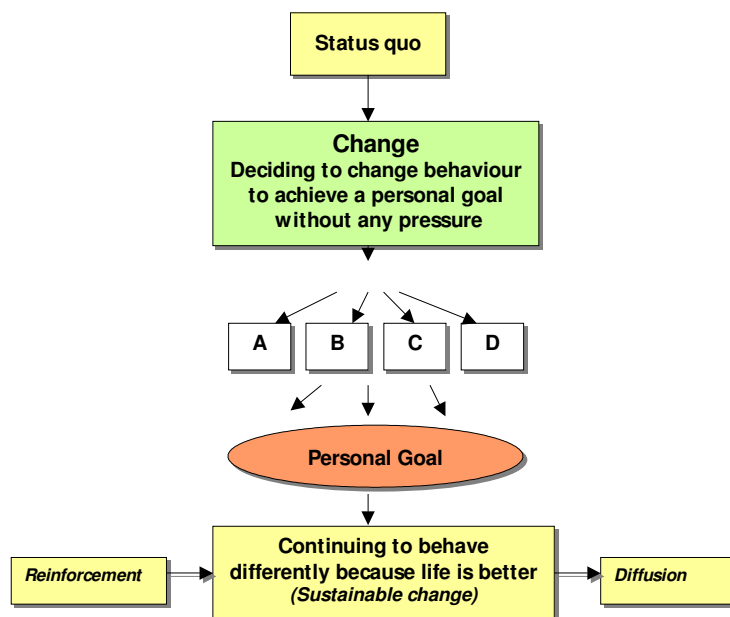 Status quo
Change
Deciding to change behaviour
to achieve a personal goal
without any pressure
A
B
C
D
Personal Goal
Continuing to behave
differently because life is better
(Sustainable change)
Reinforcement
Diffusion